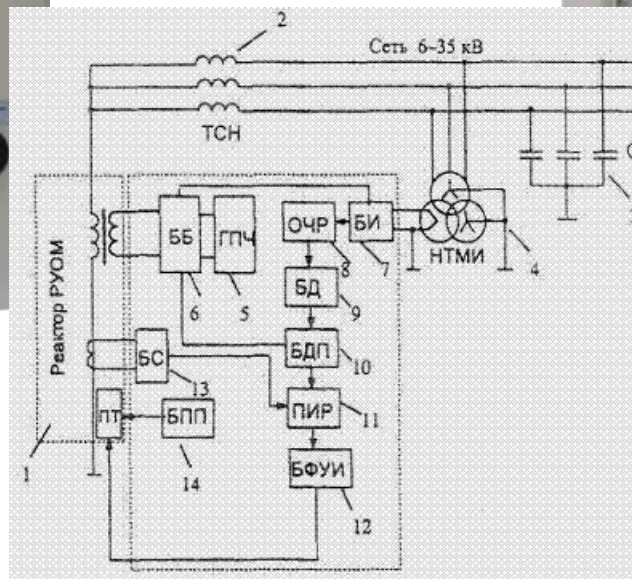 2
Сеть 6-35 кВ
ТСН
ББ
ГПЧ
ОЧР
БИ
НТМИ
4
6
5
8
7
БД
9
Реактор РУОМ
БДП
10
БС
13
ПИР
11
ПТ
БПП
14
БФУИ
12
1